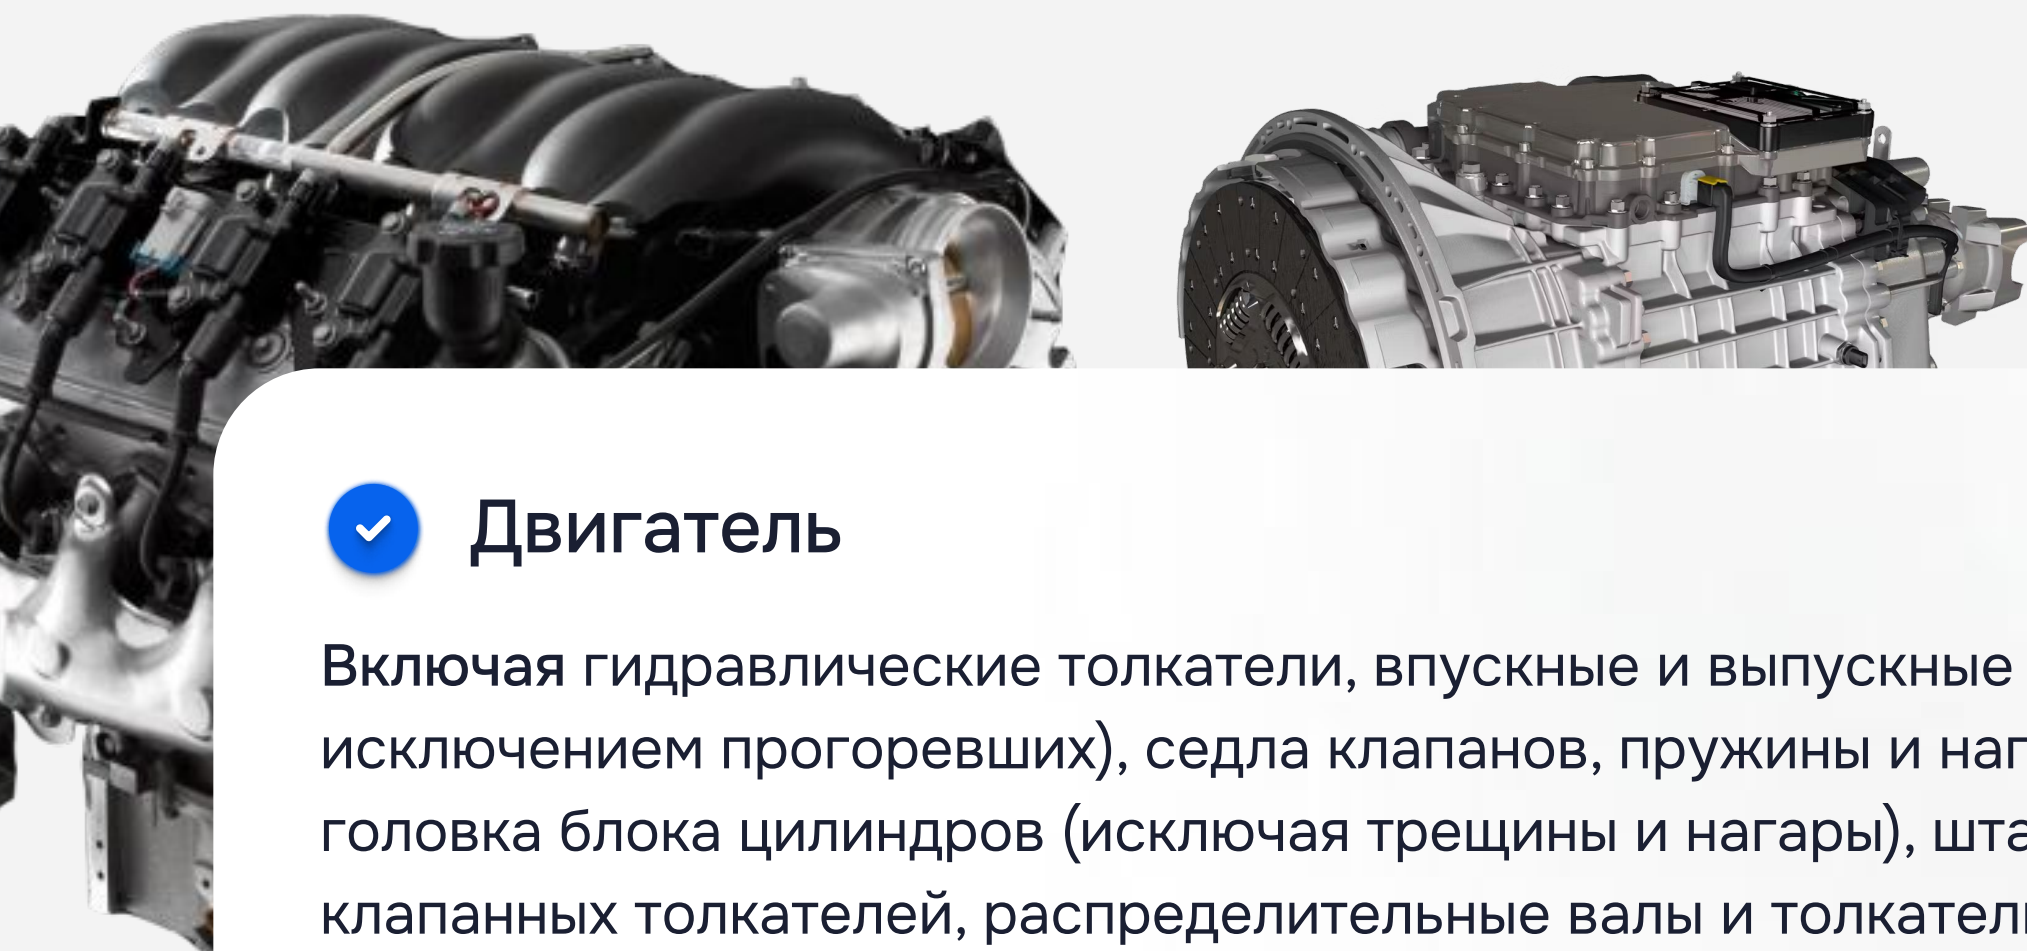 Двигатель
Включая гидравлические толкатели, впускные и выпускные
исключением прогоревших), седла клапанов, пружины и
головка блока цилиндров (исключая трещины и нагары),
клапанных толкателей, распределительные валы и